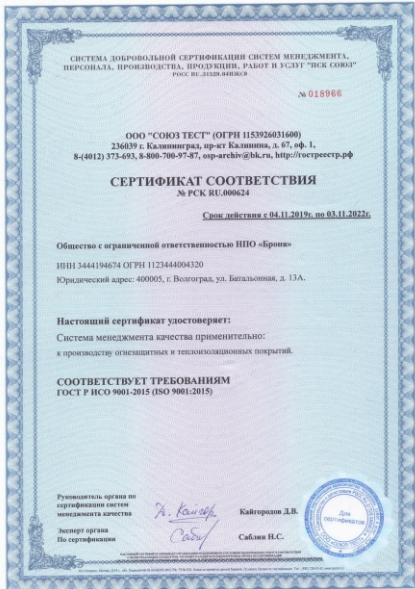 СИСТЕМА ДОБРОВОЛЬНОЙ СЕРТИФИКАЦИИ СИСТЕМ МЕНЕДЖМЕНТА,
ПЕРСОНАЛА, ПРОИЗВОДСТВА, ПРОДУКЦИИ, РАБОТ И УСЛУГ "ПСК СОЮЗ"
РОСС RU.31529.04ИЖС0
№ 018966
ООО "СОЮЗ ТЕСТ" (ОГРН 1153926031600)
236039 г. Калининград, пр-кт Калинина, д. 67, оф. 1,
8-(4012) 373-693, 8-800-700-97-87, osp-archiv@bk.ru, http://гостреестр.рф
СЕРТИФИКАТ СООТВЕТСТВИЯ
№ РСК RU.000624
Срок действия с 04.11.2019г. по 03.11.2022г.
Общество с ограниченной ответственностью НПО «Броня»
ИНН 3444194674 ОГРН 1123444004320
Юридический адрес: 400005, г. Волгоград, ул. Батальонная, д. 13А.
Настоящий сертификат удостоверяет:
Система менеджмента качества применительно:
к производству огнезащитных и теплоизоляционных покрытий.
СООТВЕТСТВУЕТ ТРЕБОВАНИЯМ
ГОСТ Р ИСО 9001-2015 (ISO 9001:2015)
Руководитель органа по
сертификации систем
менеджмента качества
Кайгородов Д.В.
Эксперт органа
По сертификации
Саблин Н.С.
Для
сертификатов